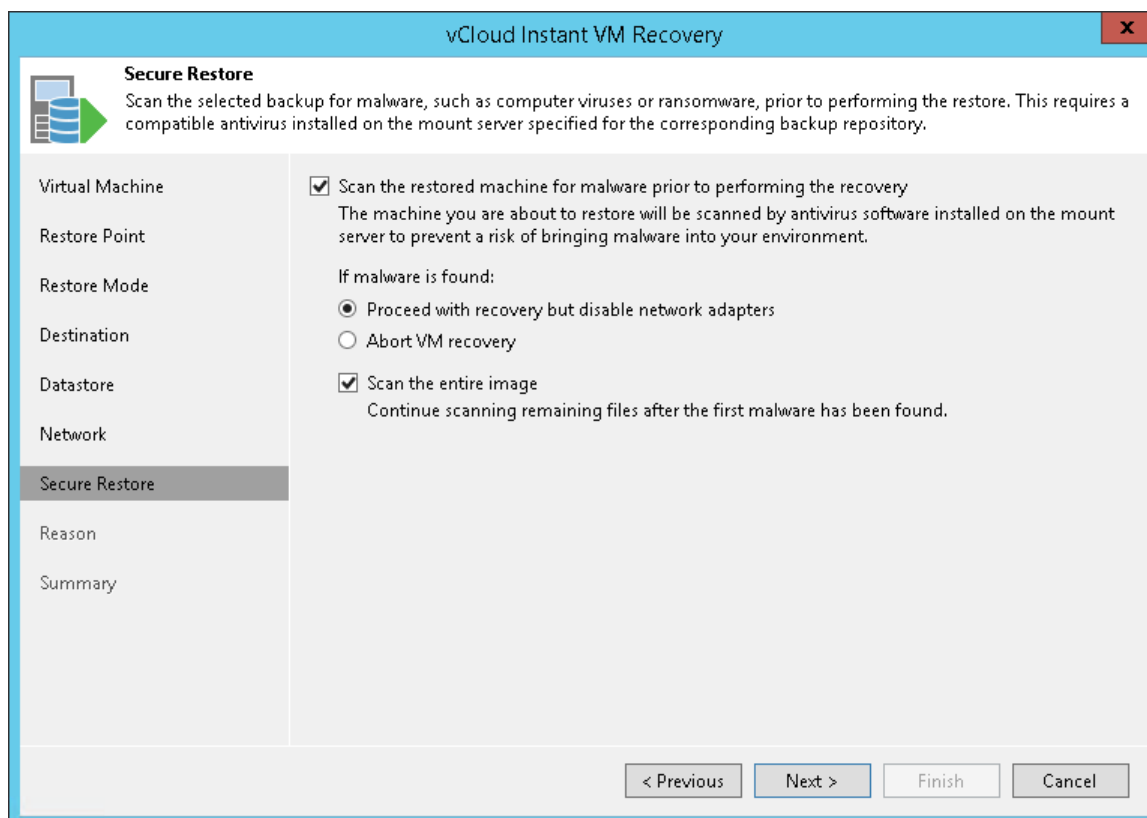 vCloud Instant VM Recovery
x
Secure Restore
Scan the selected backup for malware, such as computer viruses or ransomware, prior to performing the restore. This requires a
compatible antivirus installed on the mount server specified for the corresponding backup repository.
Virtual Machine
Restore Point
Restore Mode
Destination
Datastore
Network
Secure Restore
Reason
Summary
Scan the restored machine for malware prior to performing the recovery
The machine you are about to restore will be scanned by antivirus software installed on the mount
server to prevent a risk of bringing malware into your environment.
If malware is found:
Proceed with recovery but disable network adapters
Abort VM recovery
Scan the entire image
Continue scanning remaining files after the first malware has been found.
< Previous
Next >
Finish
Cancel